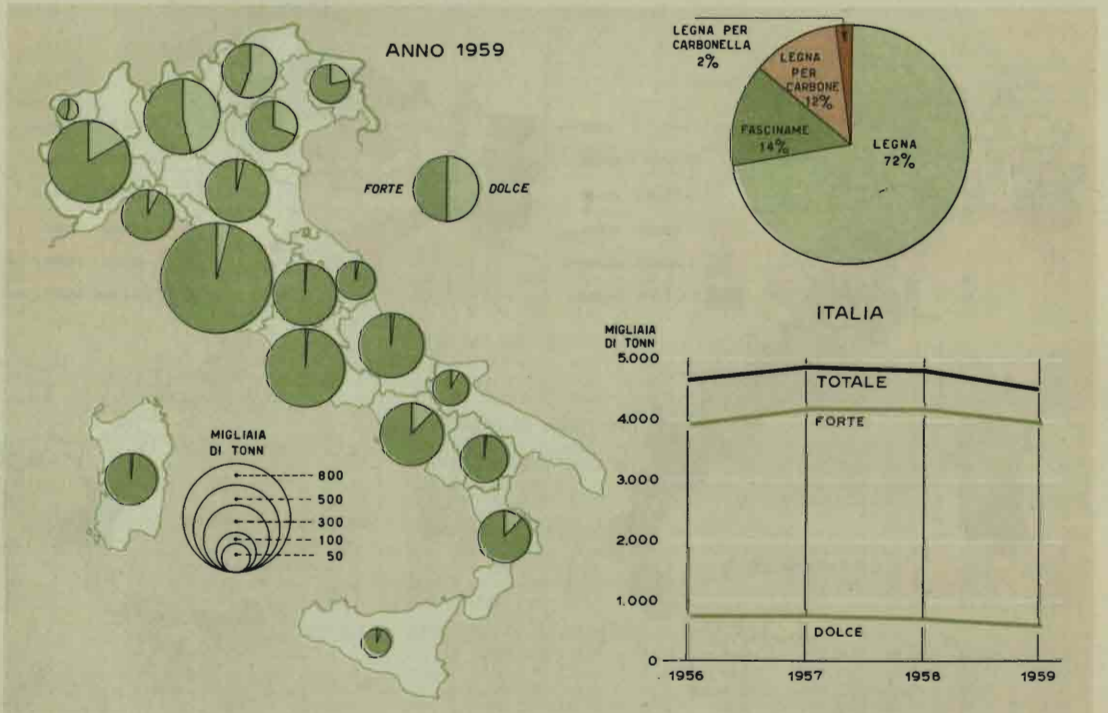 ANNO 1959
FORTE
DOLCE
MIGLIAIA
DI TONN
800
500
300
100
50
LEGNA PER
CARBONELLA
2%
LEGNA
PER
CARBONE
12%
FASCINAME
14%
LEGNA
72%
ITALIA
MIGLIAIA
DI TONN
5.000
4.000
3.000
2.000
1.000
0
TOTALE
FORTE
DOLCE
1956
1957
1958
1959